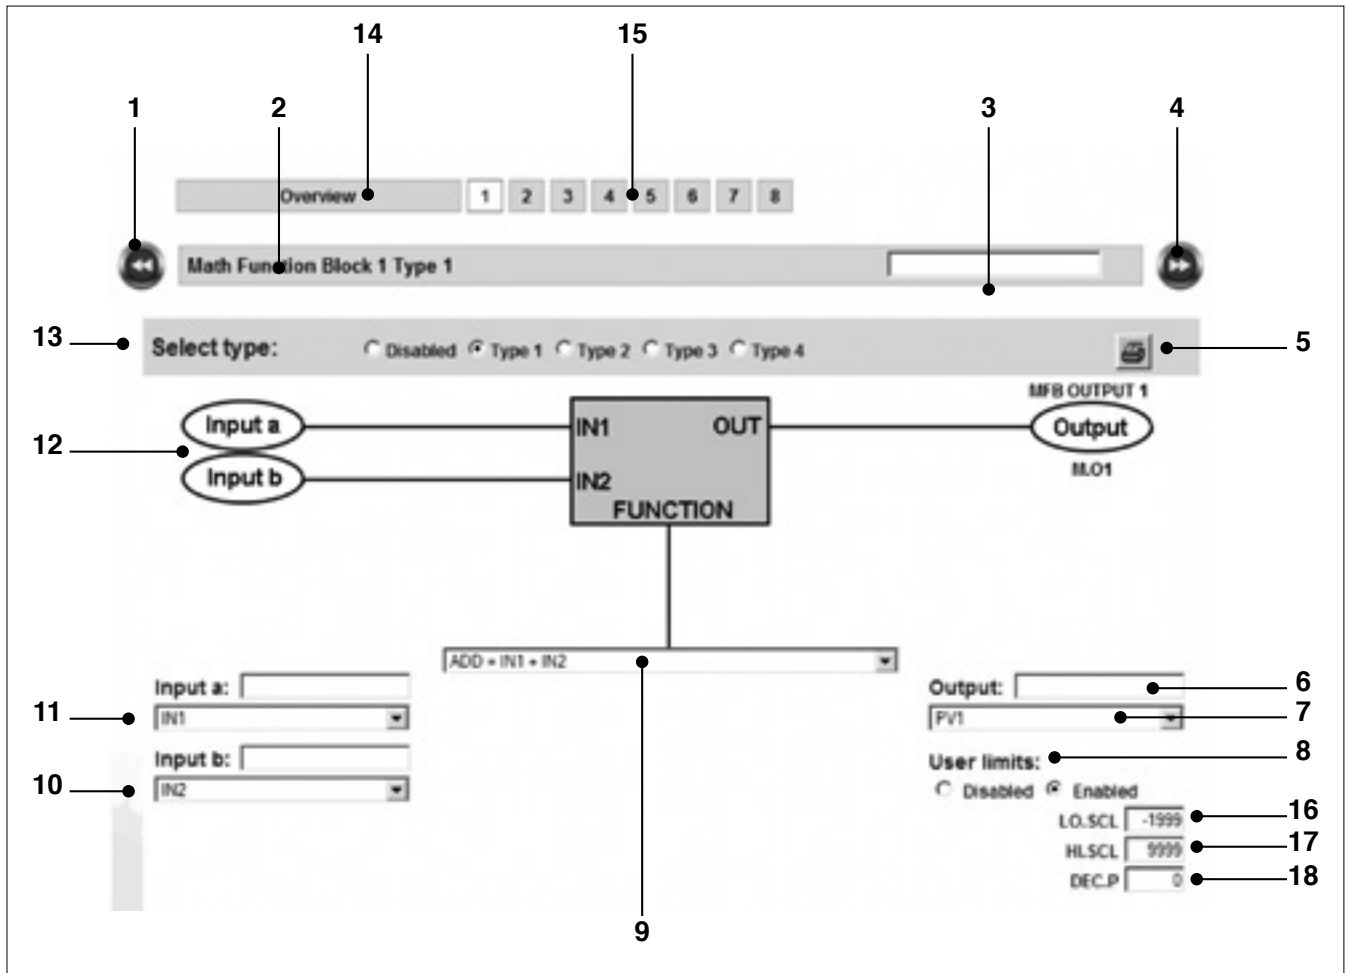 14 15
1 2 3 4
Overview 1 2 3 4 5 6 7 8
Math Function Block 1 Type 1
13 Select type: Disabled Type 1 Type 2 Type 3 Type 4 5
MFB OUTPUT 1
Input a IN1 OUT Output
12
Input b IN2 M.O1
FUNCTION
ADD = IN1 + IN2
Input a: Output: 6
11 IN1 PV1 7
Input b: User limits: 8
10 IN2 Disabled Enabled
LO.SCL -1999 16
HI.SCL 9999 17
DEC.P 0 18
9